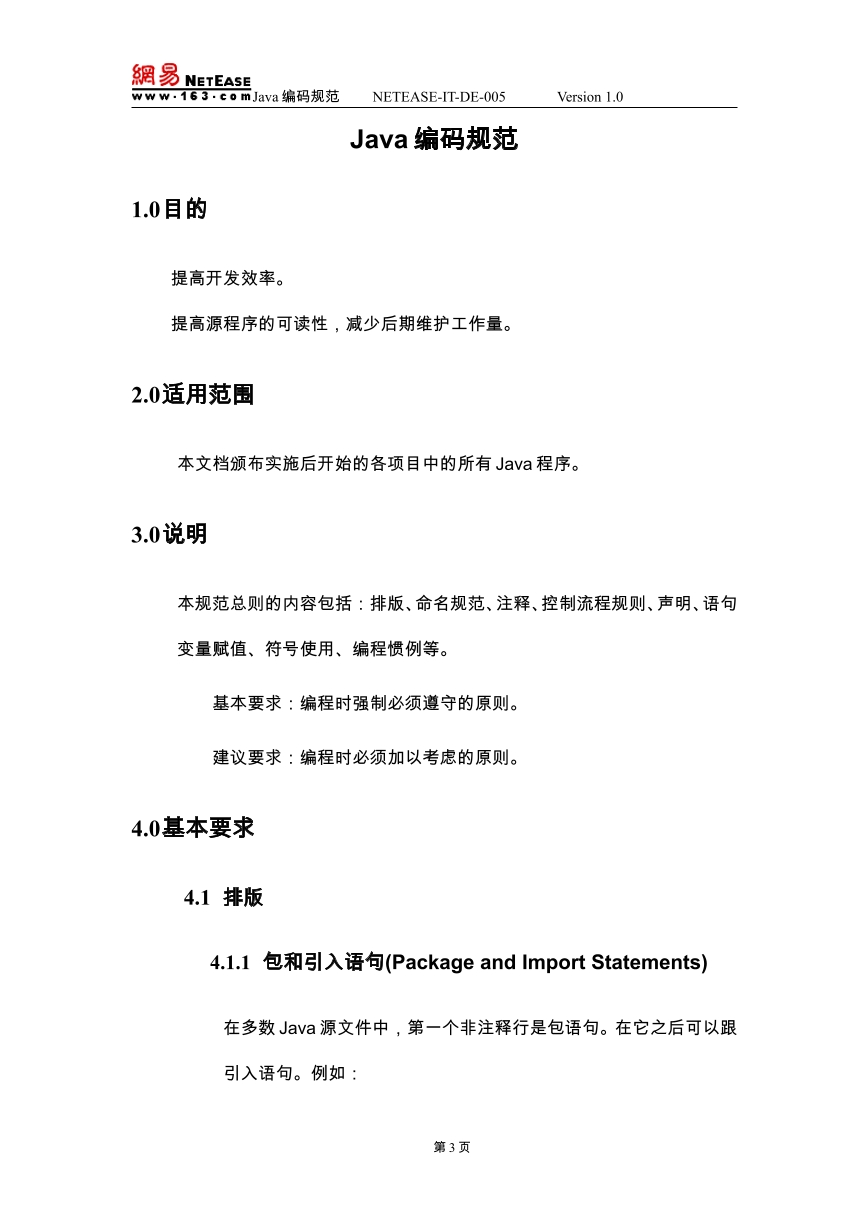 網易 NETEASE
www.163.com Java 编码规范 NETEASE-IT-DE-005 Version 1.0
Java 编码规范
1.0目的
提高开发效率。
提高源程序的可读性，减少后期维护工作量。
2.0适用范围
本文档颁布实施后开始的各项目中的所有 Java 程序。
3.0说明
本规范总则的内容包括：排版、命名规范、注释、控制流程规则、声明、语句
变量赋值、符号使用、编程惯例等。
基本要求：编程时强制必须遵守的原则。
建议要求：编程时必须加以考虑的原则。
4.0基本要求
4.1 排版
4.1.1 包和引入语句(Package and Import Statements)
在多数 Java 源文件中，第一个非注释行是包语句。在它之后可以跟
引入语句。例如：
第 3 页